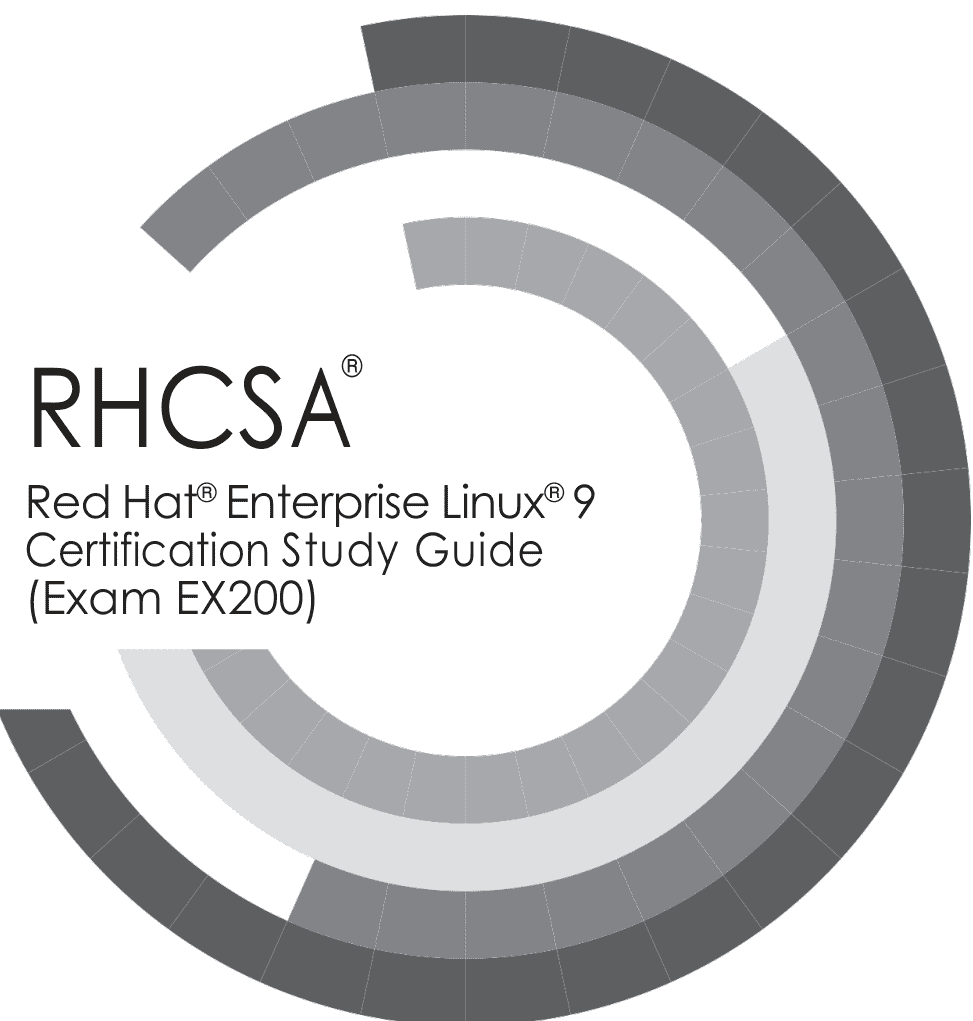 RHCSA®
Red Hat® Enterprise Linux® 9
Certification Study Guide
(Exam EX200)